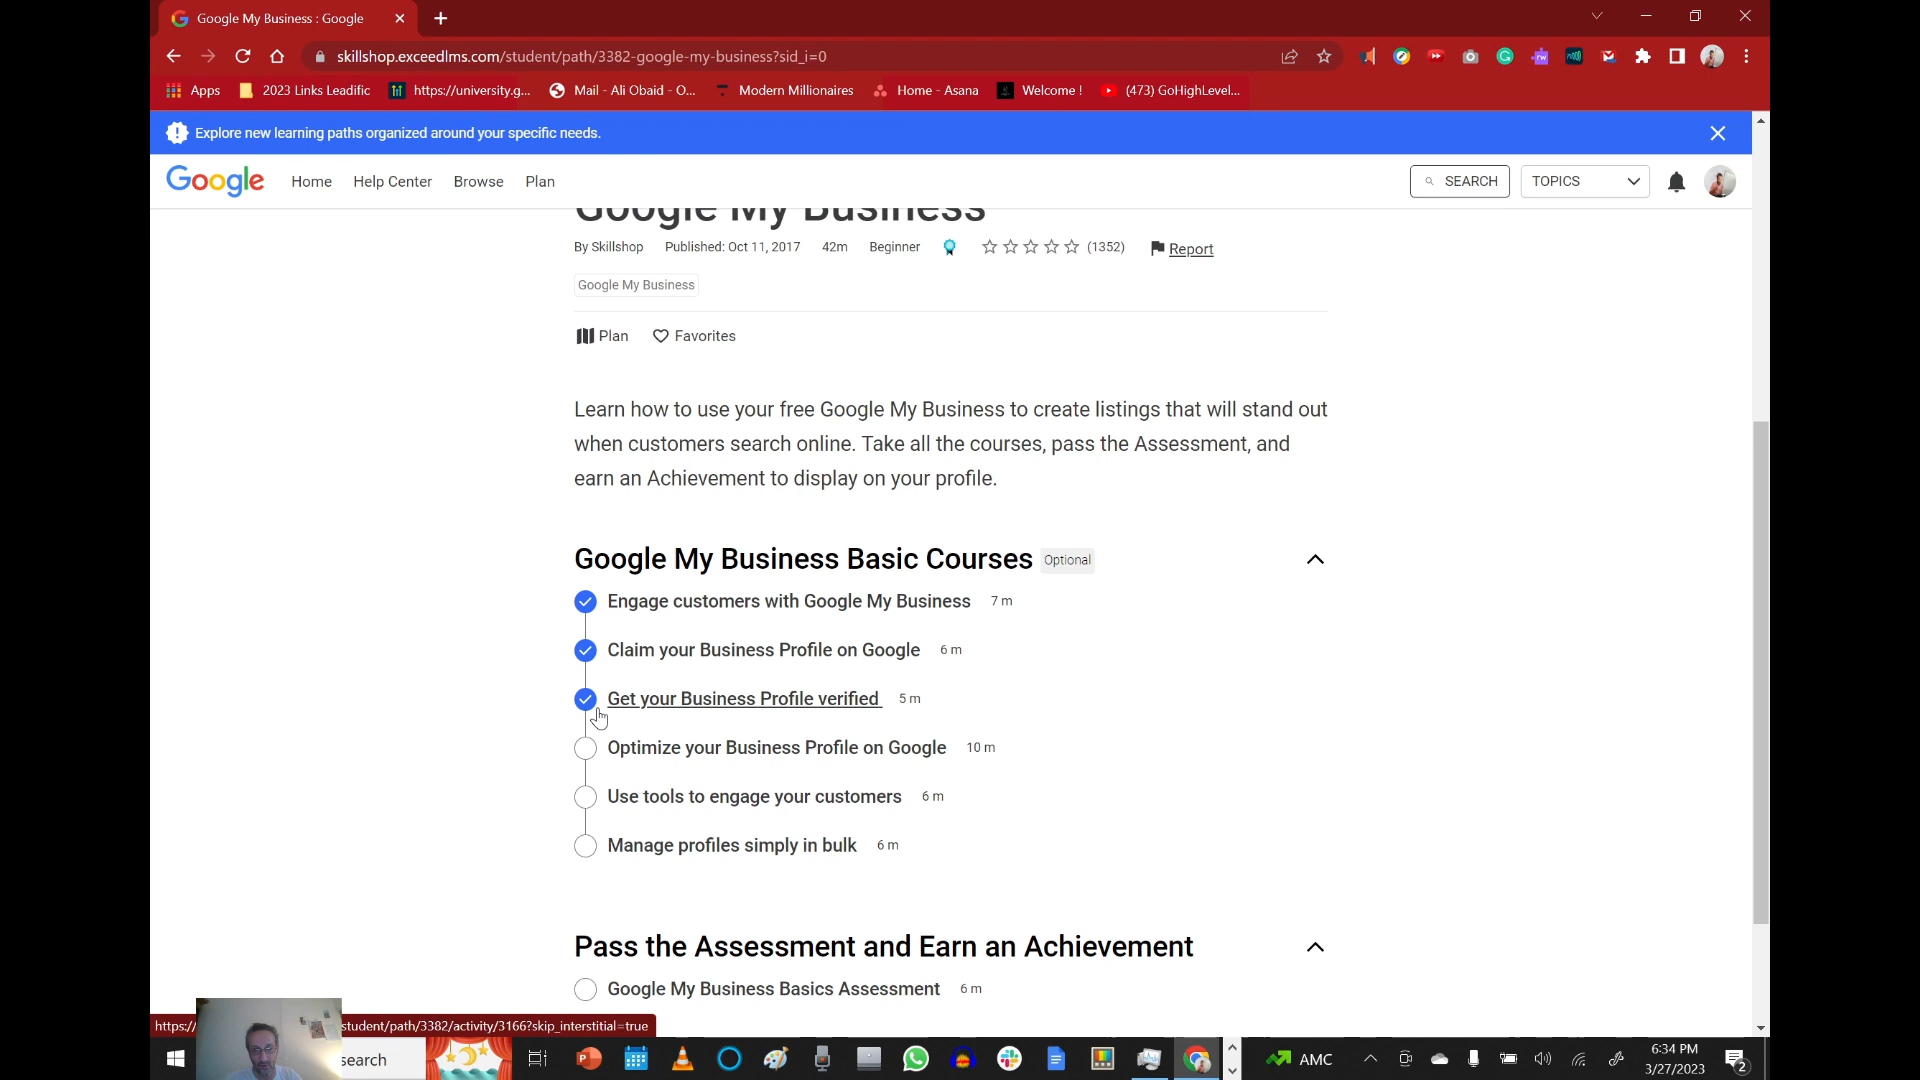 Google My Business : Google
skillshop.exceedlms.com/student/path/3382-google-my-business?sid_i=0
Apps 2023 Links Leadific https://university.g... Mail - Ali Obaid - O... Modern Millionaires Home - Asana Welcome ! (473) GoHighLevel...
Explore new learning paths organized around your specific needs.
Google Home Help Center Browse Plan SEARCH TOPICS
Google My Business
By Skillshop Published: Oct 11, 2017 42m Beginner (1352) Report
Google My Business
Plan Favorites
Learn how to use your free Google My Business to create listings that will stand out
when customers search online. Take all the courses, pass the Assessment, and
earn an Achievement to display on your profile.
Google My Business Basic Courses Optional
Engage customers with Google My Business 7 m
Claim your Business Profile on Google 6 m
Get your Business Profile verified 5 m
Optimize your Business Profile on Google 10 m
Use tools to engage your customers 6 m
Manage profiles simply in bulk 6 m
Pass the Assessment and Earn an Achievement
Google My Business Basics Assessment 6 m
https:// student/path/3382/activity/3166?skip_interstitial=true
search AMC 6:34 PM
3/27/2023 2